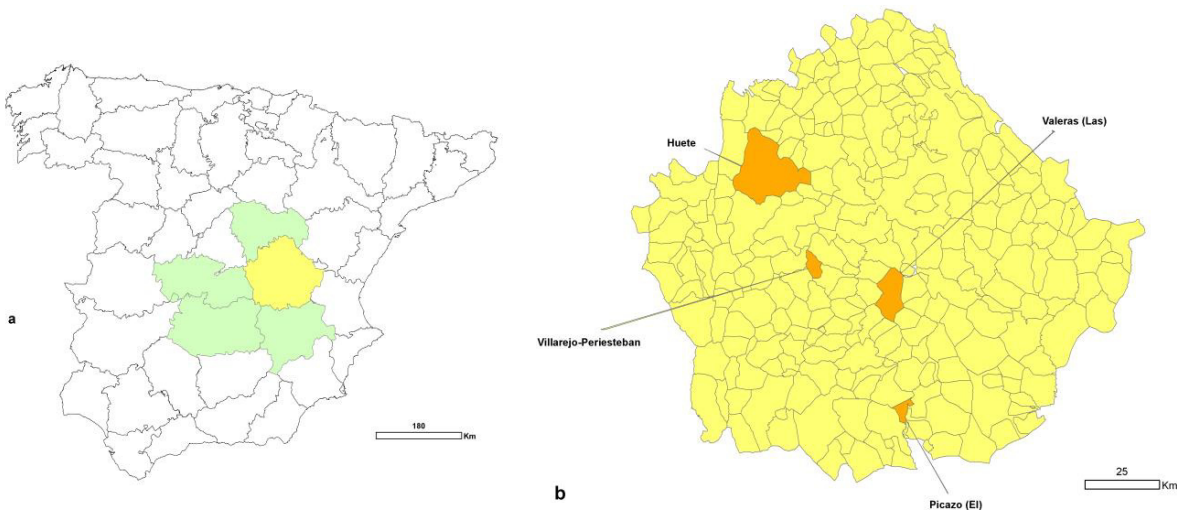 a
180
Km
Huete
Valeras (Las)
Villarejo-Periesteban
Picazo (El)
b
25
Km